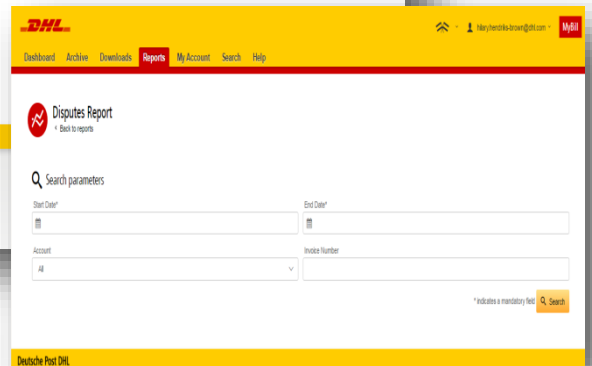 DHL
hilary.hendriks-brown@dhl.com
MyBill
Dashboard Archive Downloads Reports My Account Search Help
Disputes Report
< Back to reports
Search parameters
Start Date* End Date*
Account Invoice Number
All
* indicates a mandatory field Search
Deutsche Post DHL